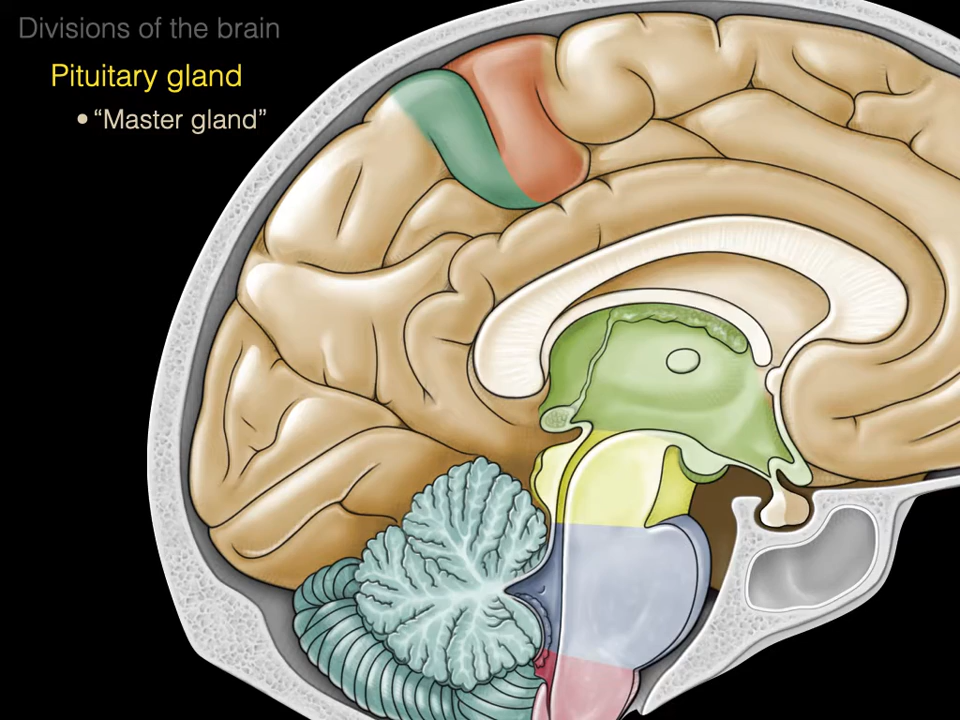 Divisions of the brain
Pituitary gland
• “Master gland”